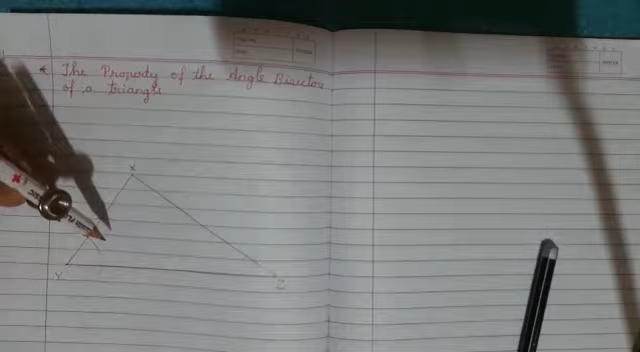 * The Property of the Angle Bisector
of a triangle
X
Y
Z